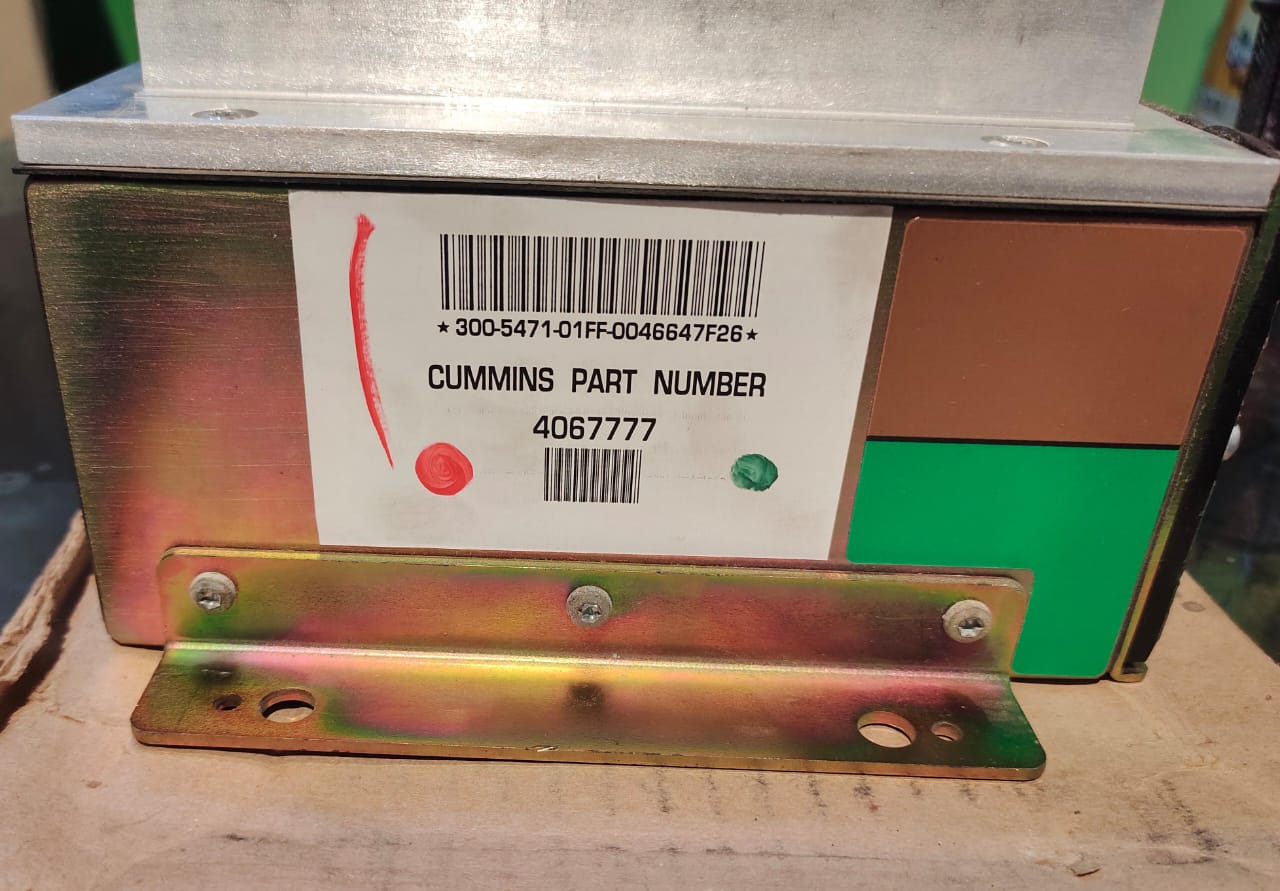 ★300-5471-01FF-0046647F26★
CUMMINS PART NUMBER
4067777